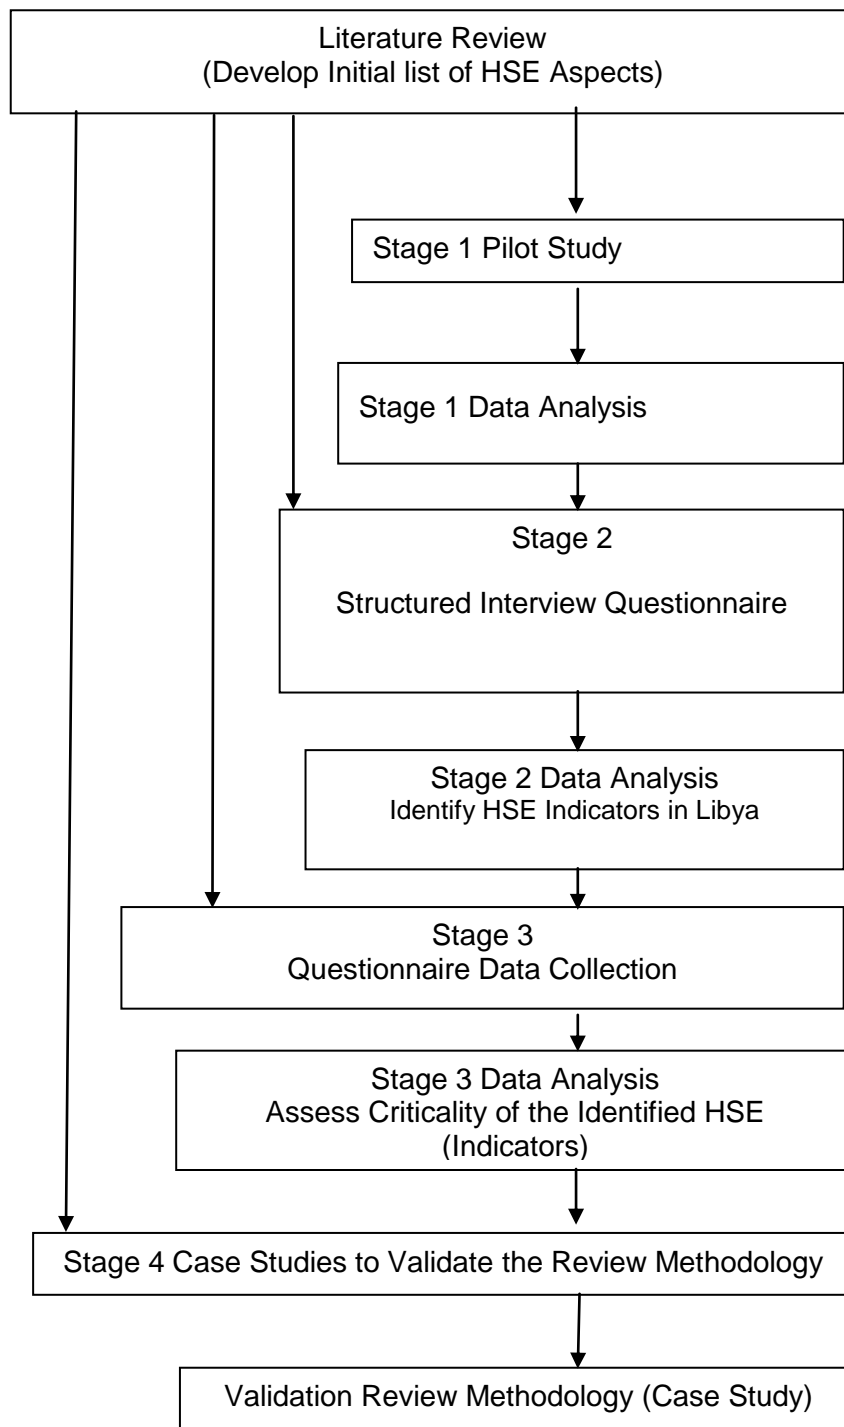 Literature Review
(Develop Initial list of HSE Aspects)
Stage 1 Pilot Study
Stage 1 Data Analysis
Stage 2
Structured Interview Questionnaire
Stage 2 Data Analysis
Identify HSE Indicators in Libya
Stage 3
Questionnaire Data Collection
Stage 3 Data Analysis
Assess Criticality of the Identified HSE
(Indicators)
Stage 4 Case Studies to Validate the Review Methodology
Validation Review Methodology (Case Study)